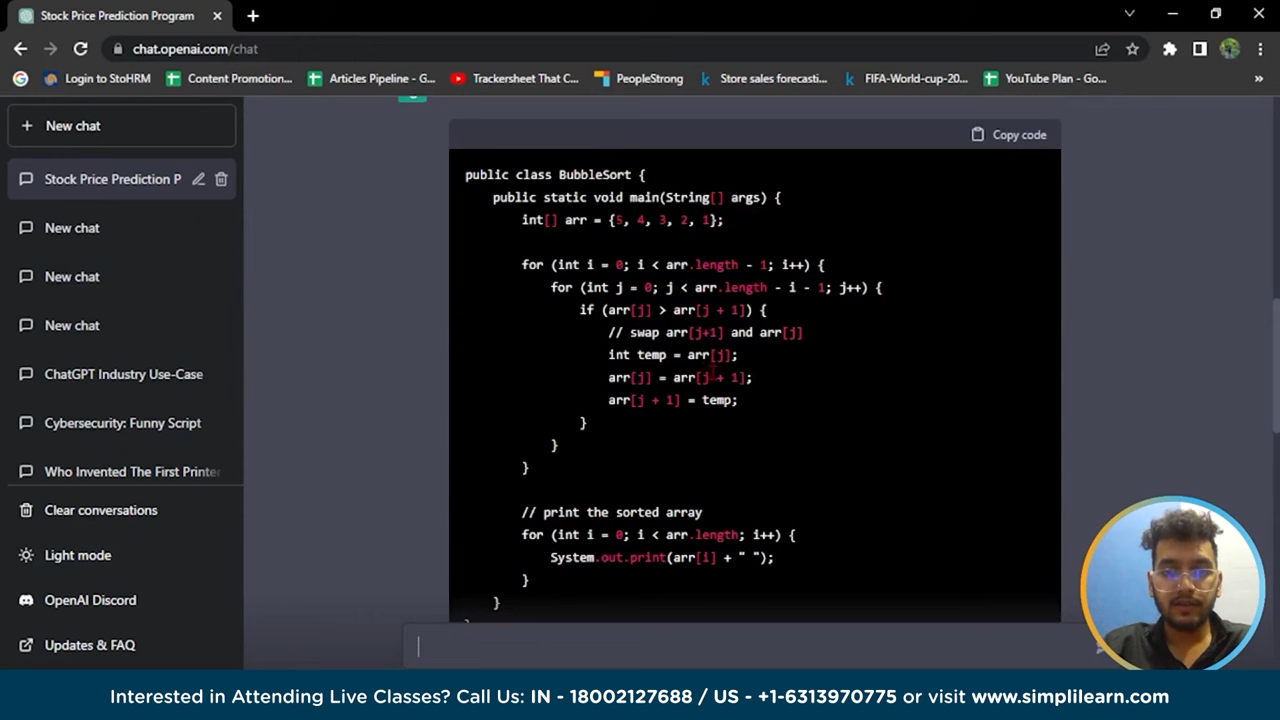 Stock Price Prediction Program
chat.openai.com/chat
Login to StoHRM
Content Promotion...
Articles Pipeline - G...
Trackersheet That C...
PeopleStrong
Store sales forecasti...
FIFA-World-cup-20...
YouTube Plan - Go...
»
+ New chat
Copy code
Stock Price Prediction P
New chat
New chat
New chat
ChatGPT Industry Use-Case
Cybersecurity: Funny Script
Who Invented The First Printe
Clear conversations
Light mode
OpenAI Discord
Updates & FAQ
public class BubbleSort {
public static void main(String[] args) {
int[] arr = {5, 4, 3, 2, 1};
for (int i = 0; i < arr.length - 1; i++) {
for (int j = 0; j < arr.length - i - 1; j++) {
if (arr[j] > arr[j + 1]) {
// swap arr[j+1] and arr[j]
int temp = arr[j];
arr[j] = arr[j + 1];
arr[j + 1] = temp;
}
}
}
// print the sorted array
for (int i = 0; i < arr.length; i++) {
System.out.print(arr[i] + " ");
}
}
Interested in Attending Live Classes? Call Us: IN - 18002127688 / US - +1-6313970775 or visit www.simplilearn.com